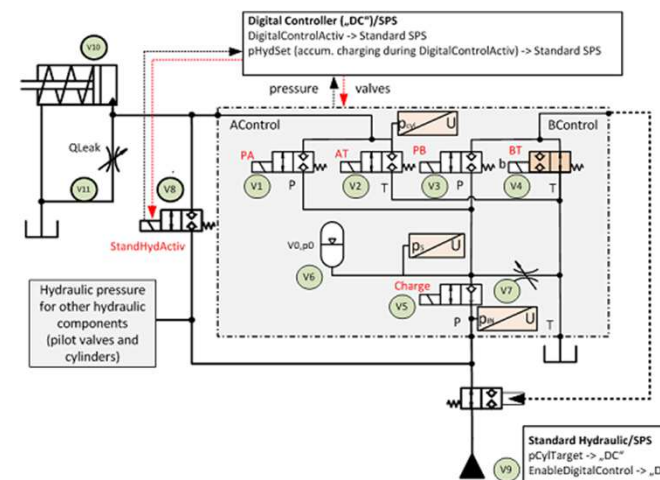 Digital Controller („DC")/SPS
DigitalControlActiv -> Standard SPS
pHydSet (accum. charging during DigitalControlActiv) -> Standard SPS
V10
pressure
valves
AControl
pcyl U
BControl
PA
AT
PB
BT
b
V1
P
V2
T
V3
P
V4
T
QLeak
V11
V8
StandHydActiv
V0,p0
V6
pS U
V7
Charge
V5
P
pIN U
T
Hydraulic pressure
for other hydraulic
components
(pilot valves and
cylinders)
V9
Standard Hydraulic/SPS
pCylTarget -> „DC"
EnableDigitalControl -> „D